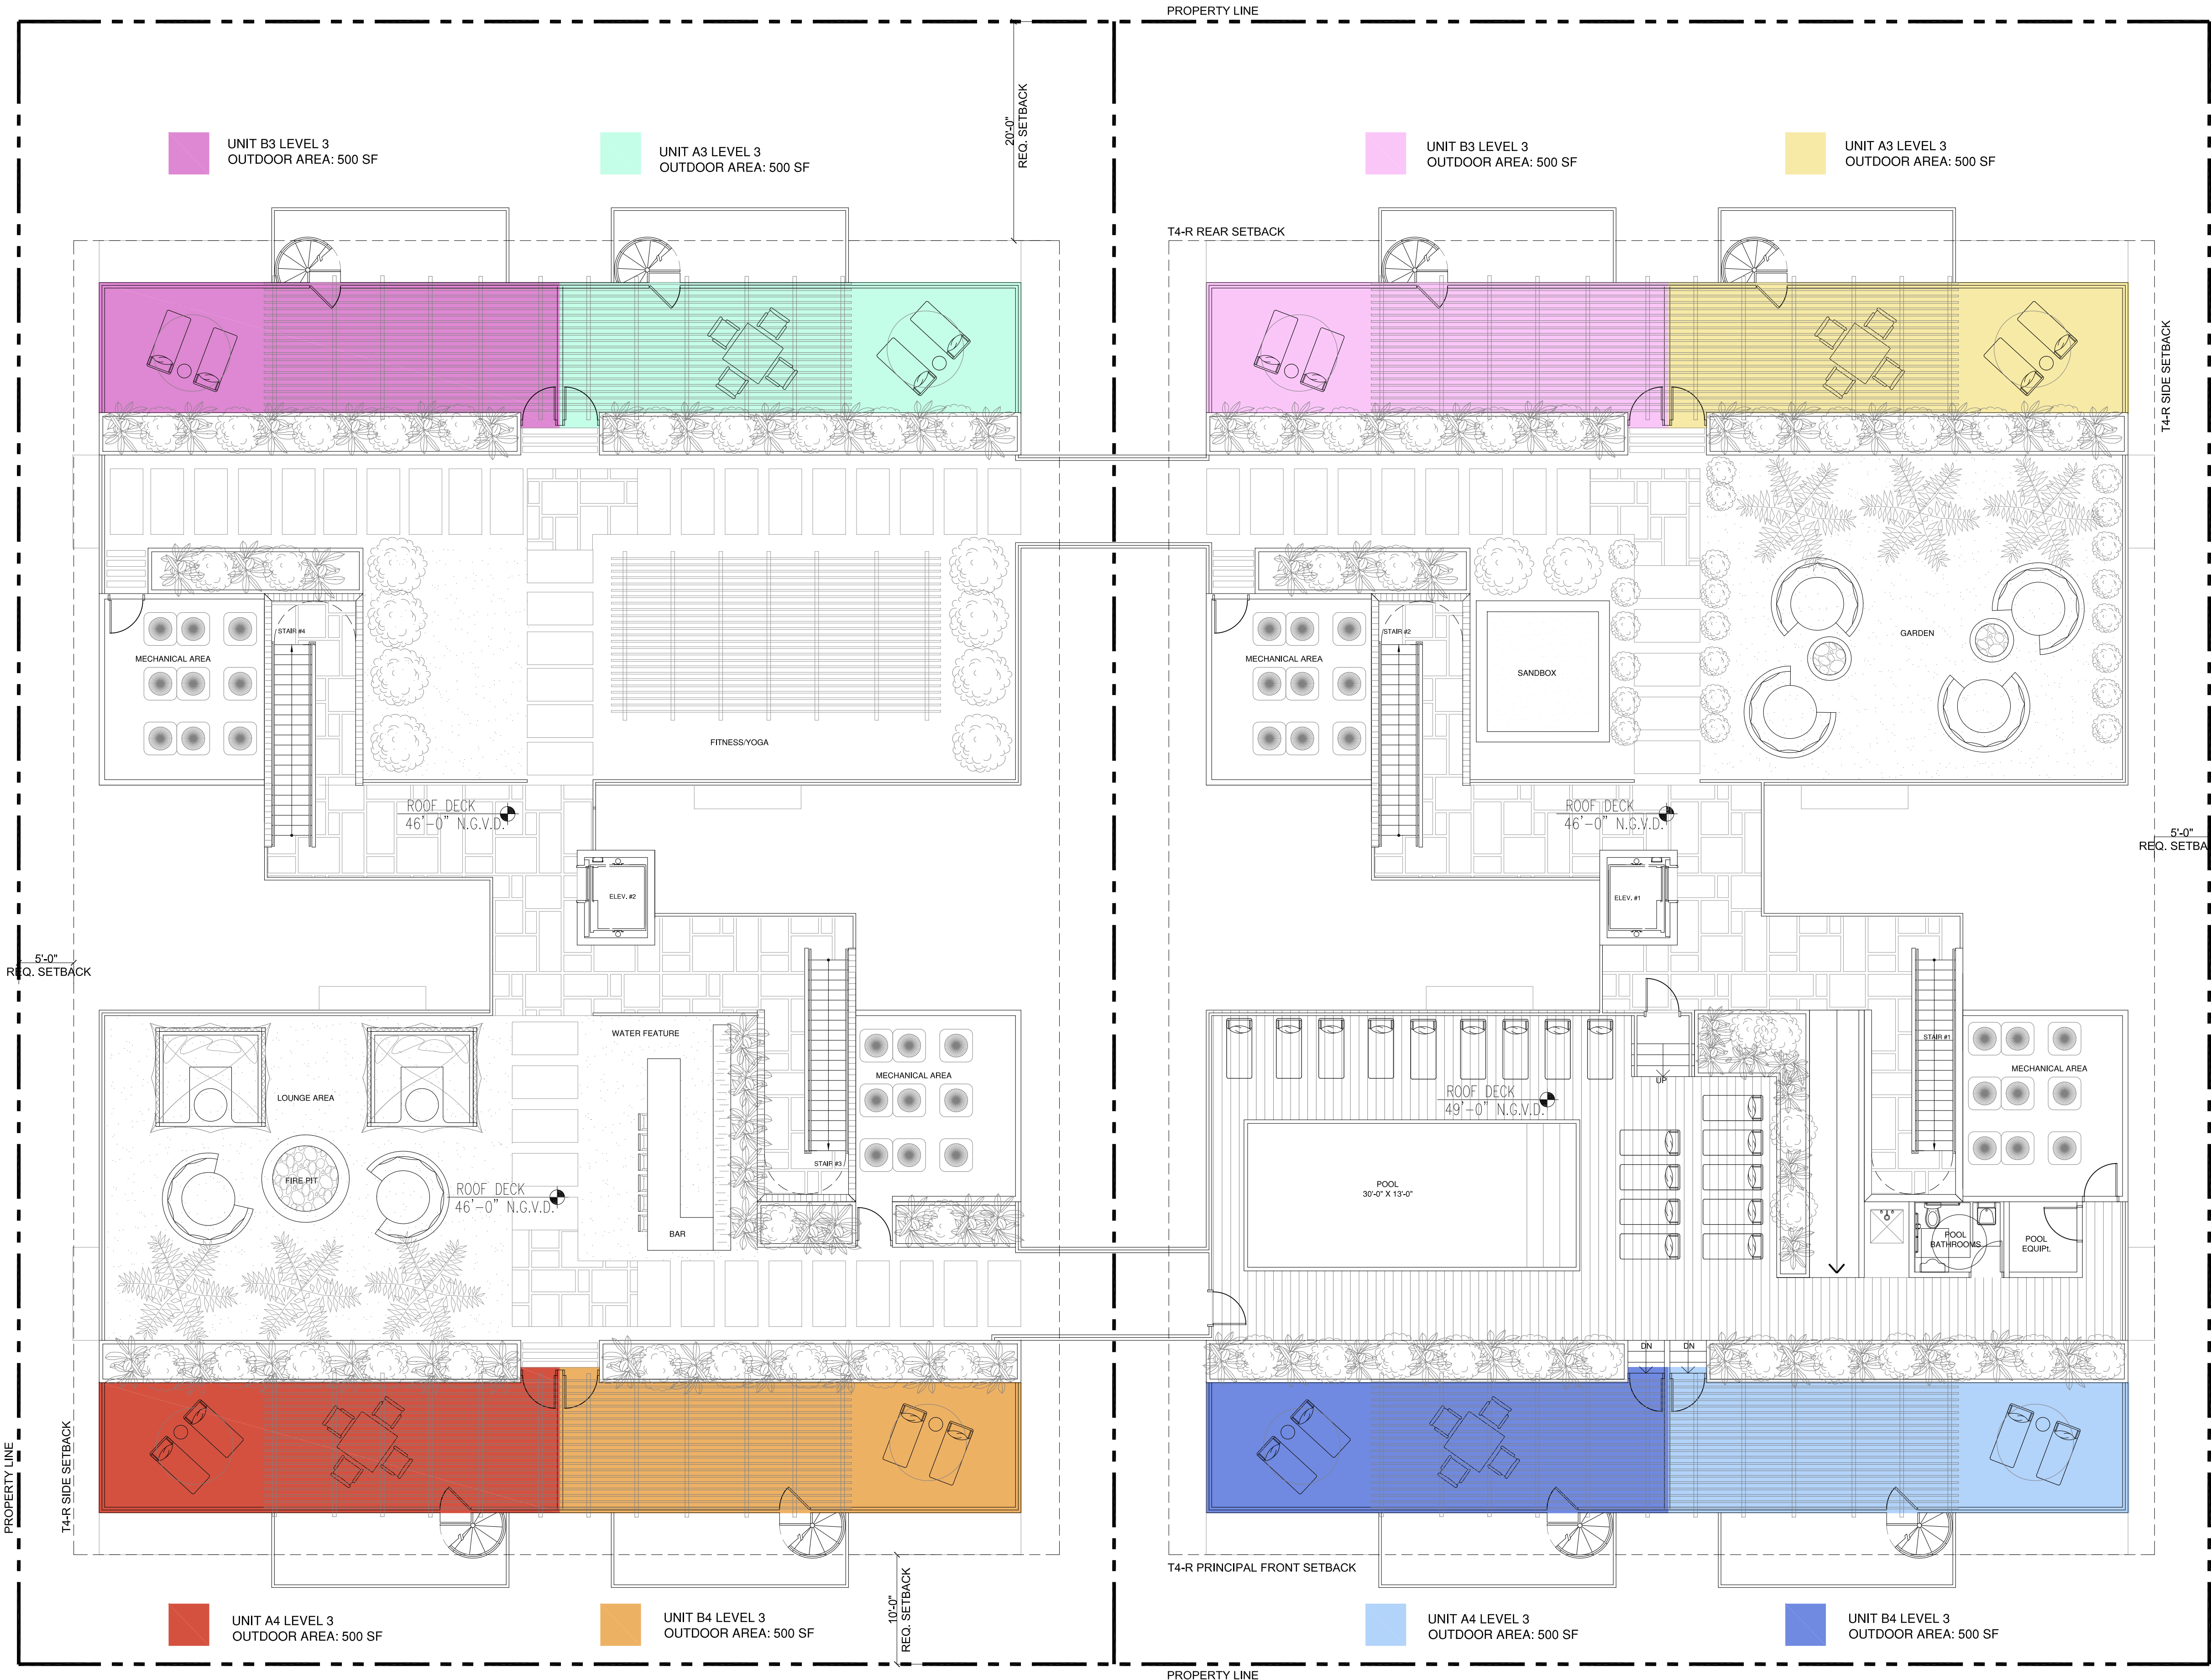 PROPERTY LINE
20'-0"
REQ. SETBACK
UNIT B3 LEVEL 3
OUTDOOR AREA: 500 SF
UNIT A3 LEVEL 3
OUTDOOR AREA: 500 SF
UNIT B3 LEVEL 3
OUTDOOR AREA: 500 SF
UNIT A3 LEVEL 3
OUTDOOR AREA: 500 SF
T4-R REAR SETBACK
T4-R SIDE SETBACK
STAIR #4
MECHANICAL AREA
FITNESS/YOGA
STAIR #2
MECHANICAL AREA
SANDBOX
GARDEN
ROOF DECK
46'-0" N.G.V.D.
ROOF DECK
46'-0" N.G.V.D.
5'-0"
REQ. SETBA
ELEV. #2
ELEV. #1
5'-0"
REQ. SETBACK
WATER FEATURE
LOUNGE AREA
MECHANICAL AREA
STAIR #3
FIRE PIT
ROOF DECK
46'-0" N.G.V.D.
BAR
STAIR #1
MECHANICAL AREA
UP
ROOF DECK
49'-0" N.G.V.D.
POOL
30'-0" X 13'-0"
POOL
BATHROOMS
POOL
EQUIPt.
DN
DN
PROPERTY LINE
T4-R SIDE SETBACK
T4-R PRINCIPAL FRONT SETBACK
10'-0"
REQ. SETBACK
UNIT A4 LEVEL 3
OUTDOOR AREA: 500 SF
UNIT B4 LEVEL 3
OUTDOOR AREA: 500 SF
UNIT A4 LEVEL 3
OUTDOOR AREA: 500 SF
UNIT B4 LEVEL 3
OUTDOOR AREA: 500 SF
PROPERTY LINE